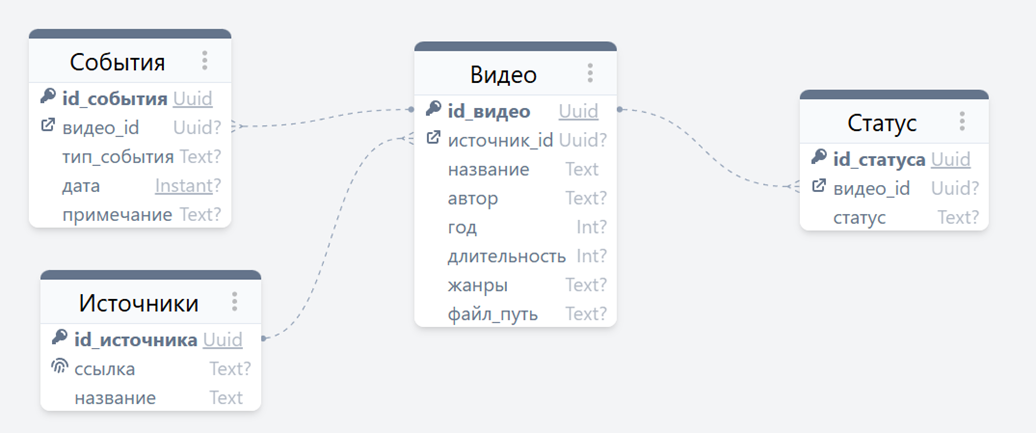 События
id_события Uuid
видео_id Uuid?
тип_события Text?
дата Instant?
примечание Text?
Источники
id_источника Uuid
ссылка Text?
название Text
Видео
id_видео Uuid
источник_id Uuid?
название Text
автор Text?
год Int?
длительность Int?
жанры Text?
файл_путь Text?
Статус
id_статуса Uuid
видео_id Uuid?
статус Text?